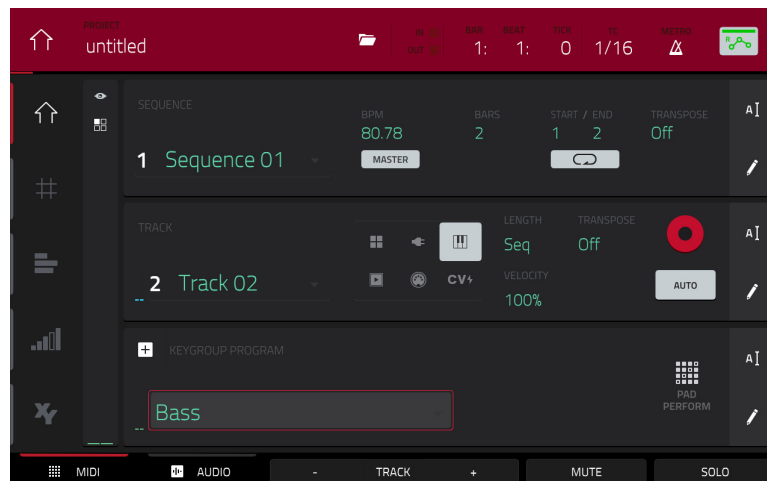 PROJECT
untitled
IN
OUT
BAR: BEAT: TICK TC METRO
1: 1: 0 1/16
R
SEQUENCE
1 Sequence 01
BPM
80.78
MASTER
BARS
2
START / END
1 2
TRANSPOSE
Off
A
TRACK
2 Track 02
CV
LENGTH
Seq
TRANSPOSE
Off
VELOCITY
100%
AUTO
A
KEYGROUP PROGRAM
Bass
PAD
PERFORM
A
XY
MIDI AUDIO - TRACK + MUTE SOLO